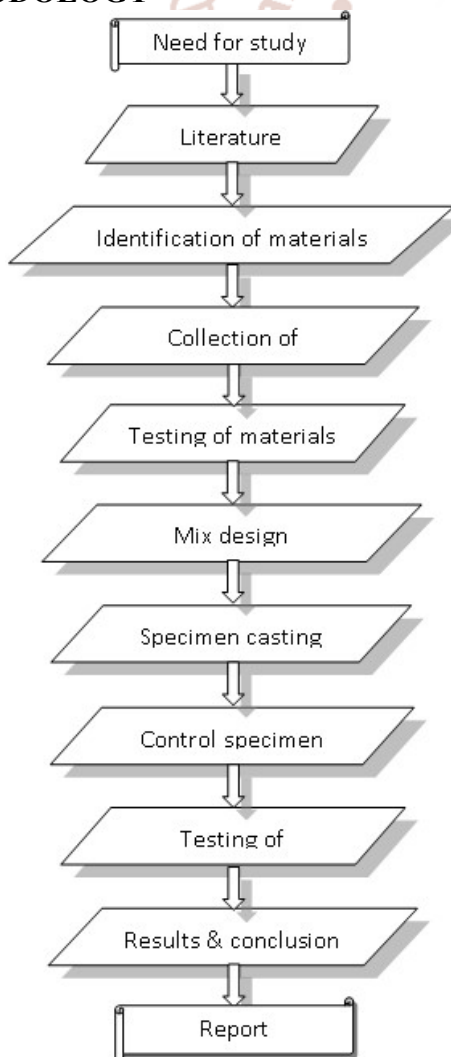 Need for study
Literature
Identification of materials
Collection of
Testing of materials
Mix design
Specimen casting
Control specimen
Testing of
Results & conclusion
Report